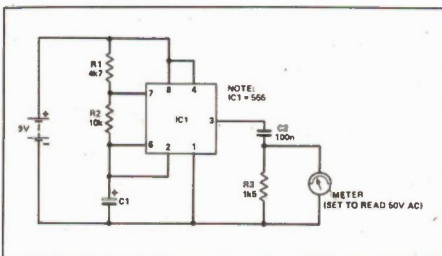 R1
4k7
8
4
NOTE:
IC1 = 555
7
R2
10k
IC1
3
C2
100n
9V
+
-
6
2
1
R3
1k5
+
C1
METER
(SET TO READ 50V AC)